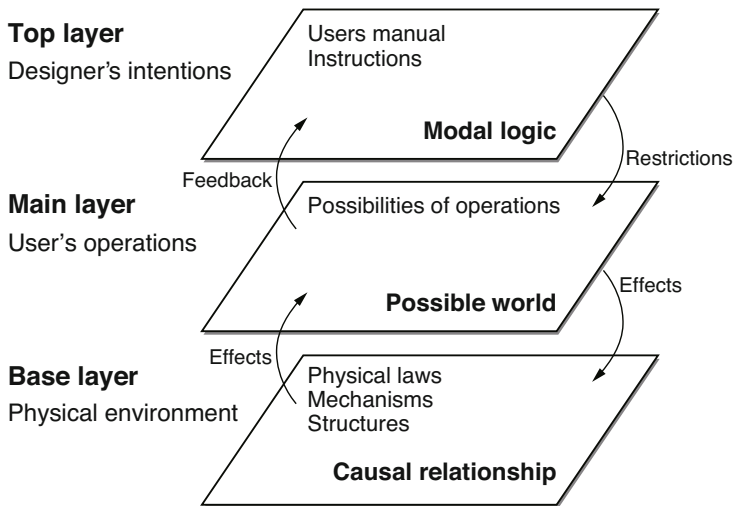 Top layer
Designer's intentions
Users manual
Instructions
Modal logic
Feedback
Restrictions
Main layer
User's operations
Possibilities of operations
Possible world
Effects
Effects
Base layer
Physical environment
Physical laws
Mechanisms
Structures
Causal relationship